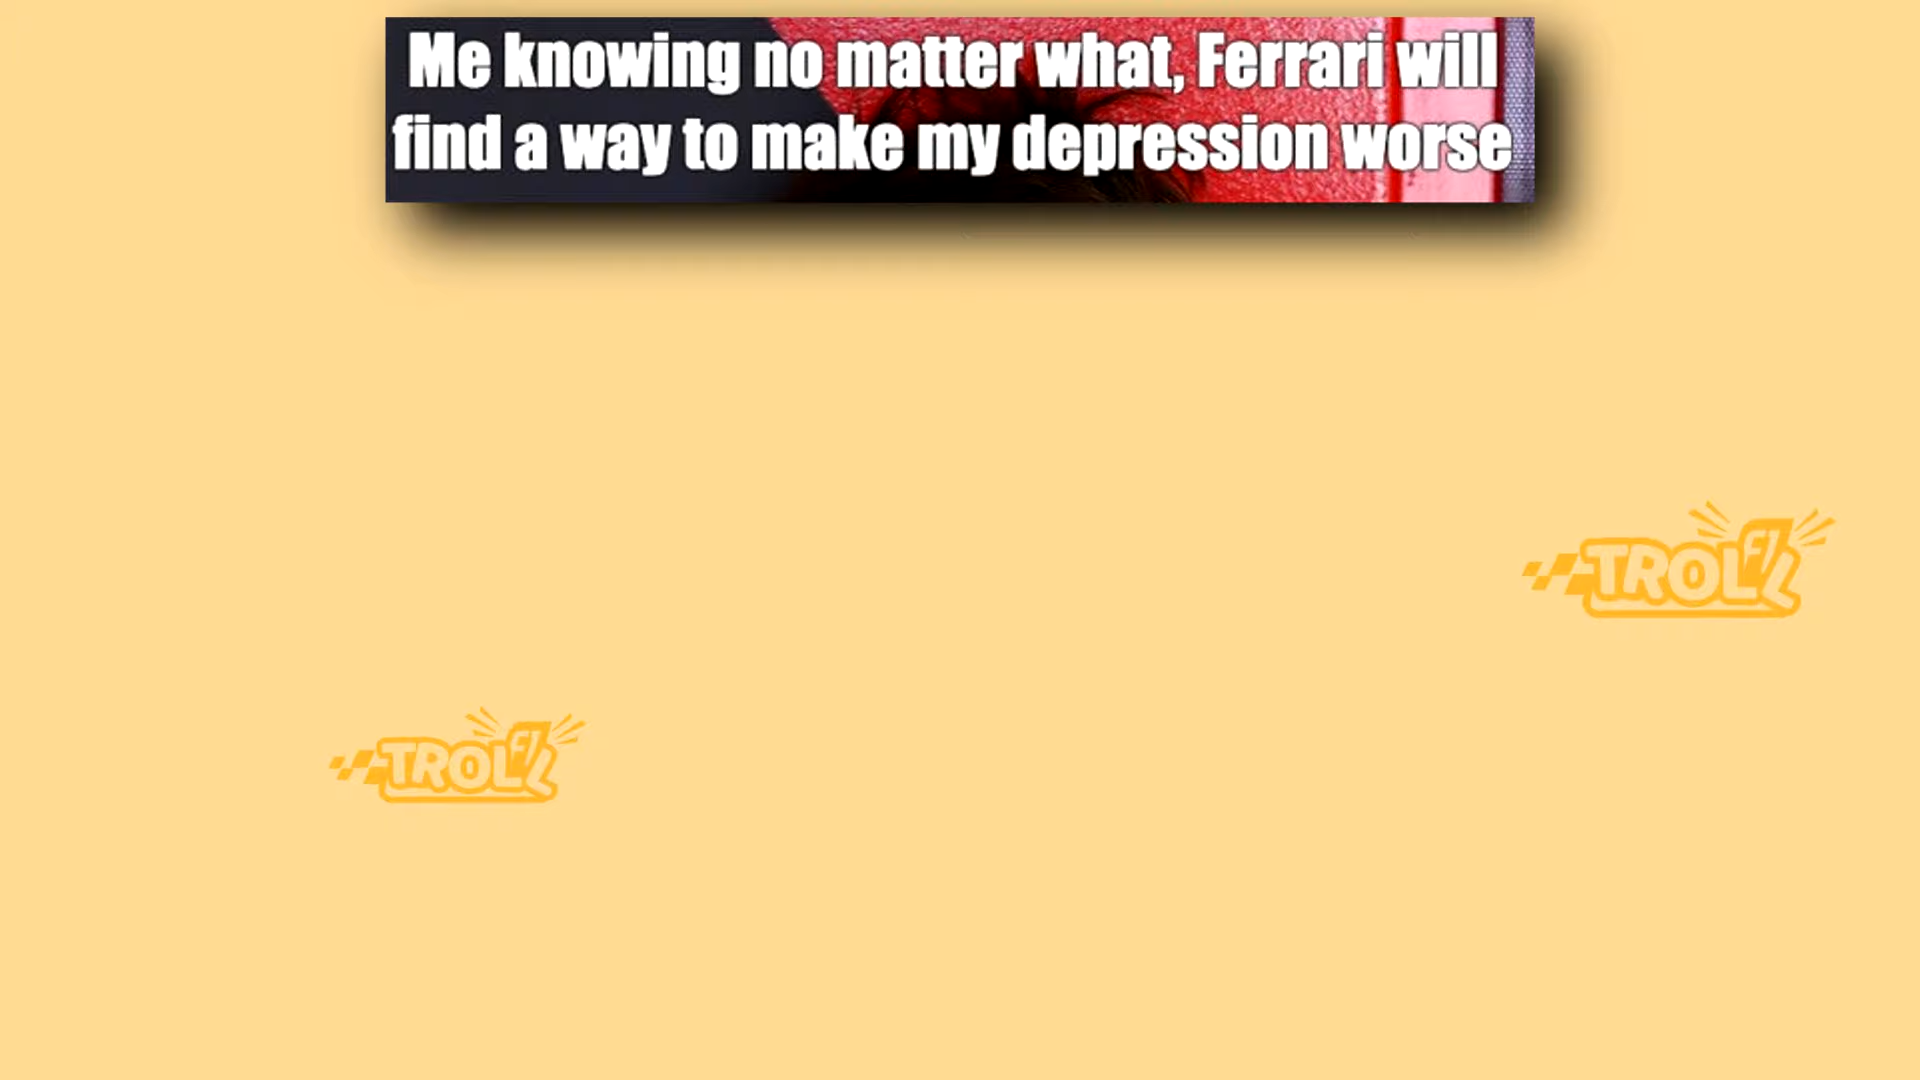 Me knowing no matter what, Ferrari will
find a way to make my depression worse
TROLL F1
TROLL F1